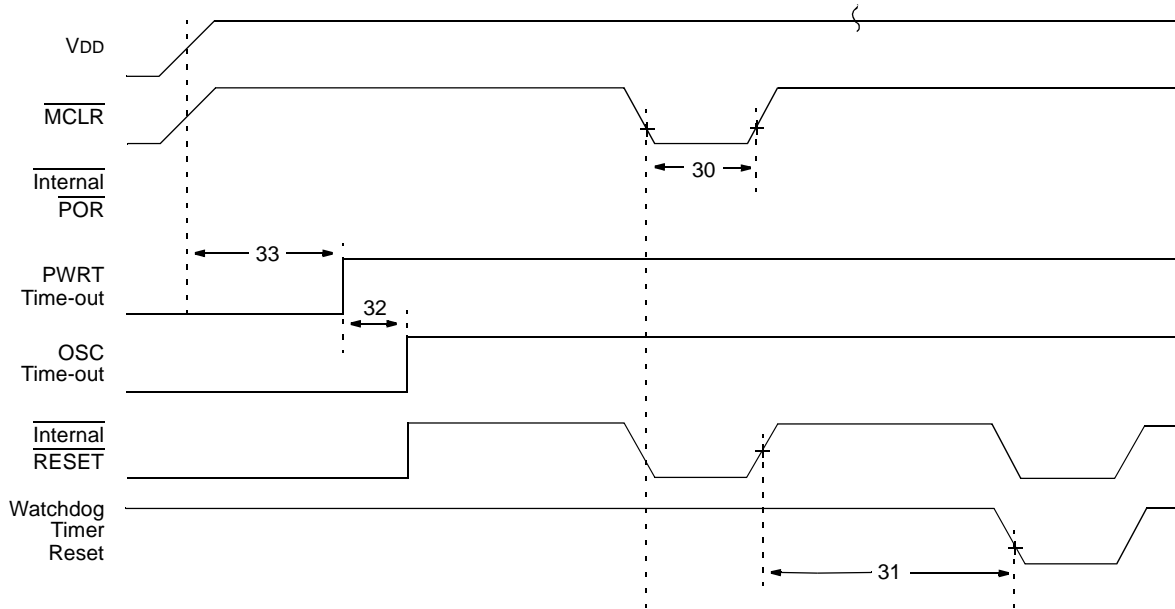 VDD
MCLR
Internal
POR
30
33
PWRT
Time-out
32
OSC
Time-out
Internal
RESET
Watchdog
Timer
Reset
31